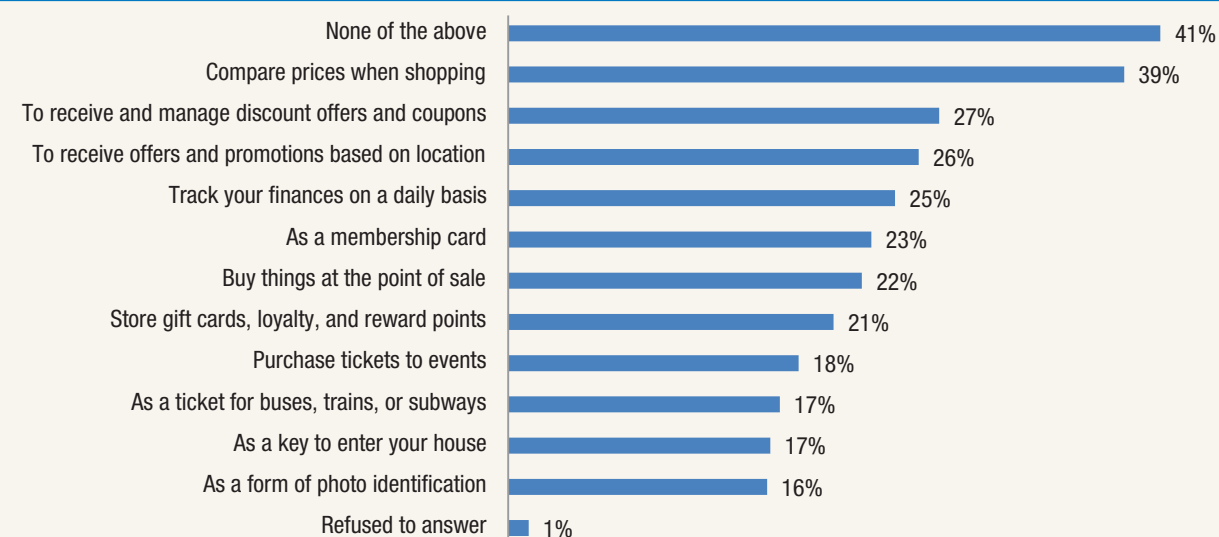 None of the above 41%
Compare prices when shopping 39%
To receive and manage discount offers and coupons 27%
To receive offers and promotions based on location 26%
Track your finances on a daily basis 25%
As a membership card 23%
Buy things at the point of sale 22%
Store gift cards, loyalty, and reward points 21%
Purchase tickets to events 18%
As a ticket for buses, trains, or subways 17%
As a key to enter your house 17%
As a form of photo identification 16%
Refused to answer 1%